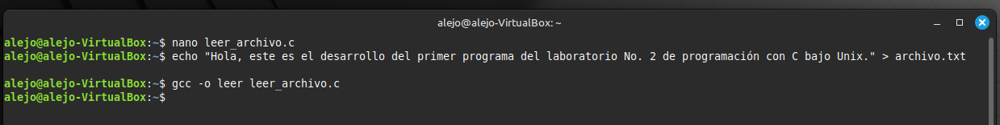 alejo@alejo-VirtualBox: ~
alejo@alejo-VirtualBox:~$ nano leer_archivo.c
alejo@alejo-VirtualBox:~$ echo "Hola, este es el desarrollo del primer programa del laboratorio No. 2 de programación con C bajo Unix." > archivo.txt
alejo@alejo-VirtualBox:~$ gcc -o leer leer_archivo.c
alejo@alejo-VirtualBox:~$